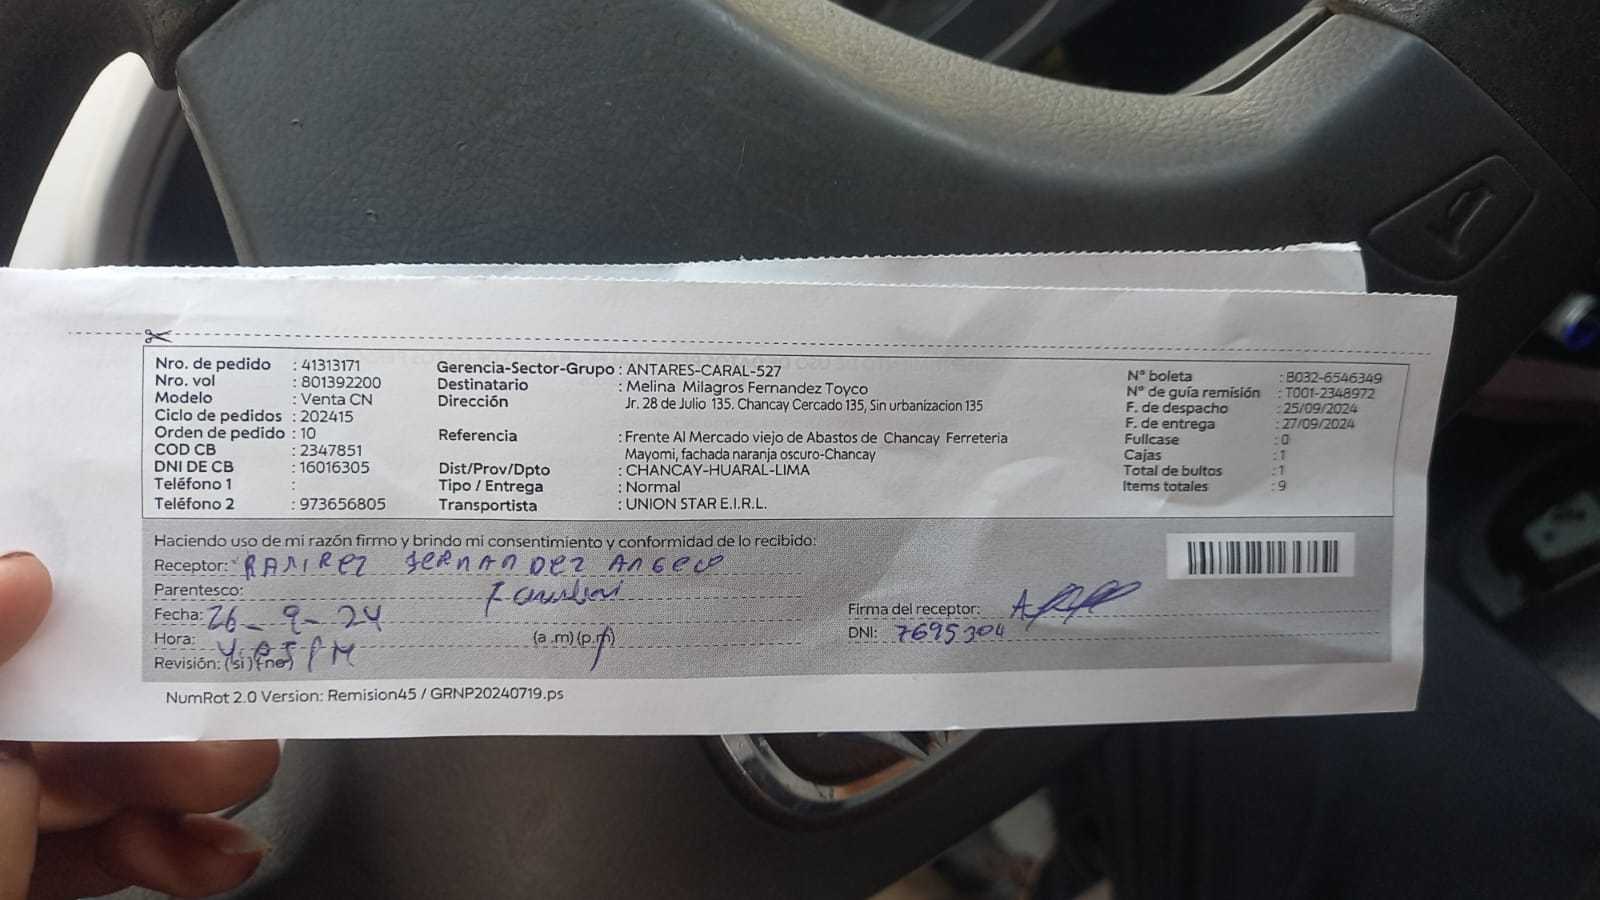 Nro. de pedido : 41313171
Nro. vol : 801392200
Modelo : Venta CN
Ciclo de pedidos : 202415
Orden de pedido : 10
COD CB : 2347851
DNI DE CB : 16016305
Teléfono 1 :
Teléfono 2 : 973656805
Gerencia-Sector-Grupo : ANTARES-CARAL-527
Destinatario : Melina Milagros Fernandez Toyco
Dirección Jr. 28 de Julio 135. Chancay Cercado 135, Sin urbanizacion 135
Referencia : Frente Al Mercado viejo de Abastos de Chancay Ferreteria
Mayomi, fachada naranja oscuro-Chancay
Dist/Prov/Dpto : CHANCAY-HUARAL-LIMA
Tipo / Entrega : Normal
Transportista : UNION STAR E.I.R.L.
N° boleta : B032-6546349
N° de guía remisión : T001-2348972
F. de despacho : 25/09/2024
F. de entrega : 27/09/2024
Fullcase : 0
Cajas : 1
Total de bultos : 1
Items totales : 9
Haciendo uso de mi razón firmo y brindo mi consentimiento y conformidad de lo recibido:
Receptor: RAMIREZ FERNANDEZ ANGELO
Parentesco:
Fecha: 26-9-24
Hora: PM (a .m) (p.m)
Revisión: (si) (no)
Firma del receptor:
DNI: 7695304
NumRot 2.0 Version: Remision45 / GRNP20240719.ps